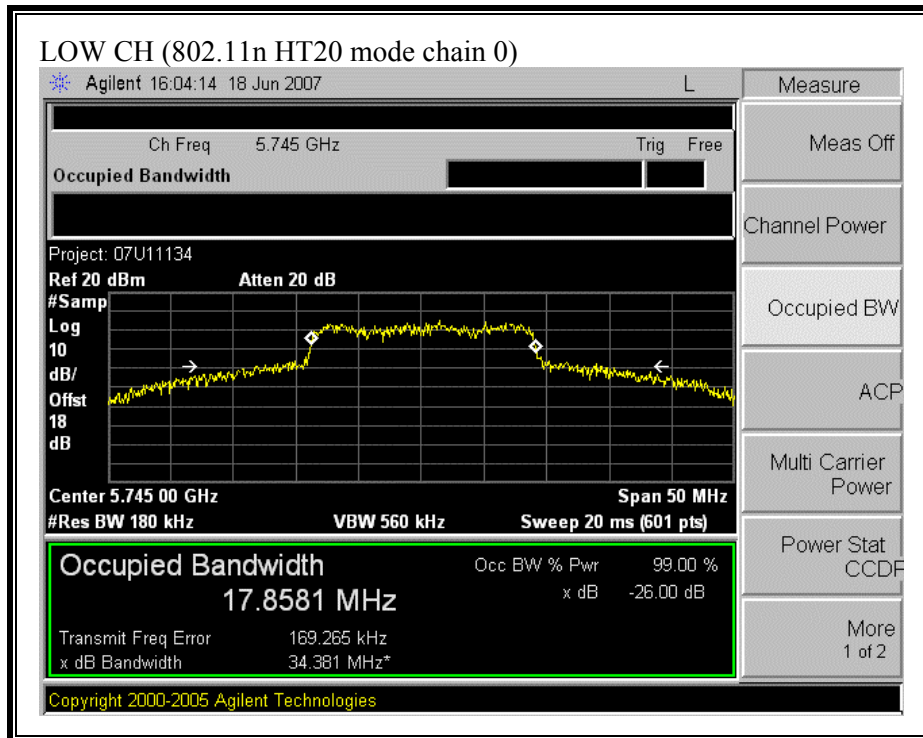 LOW CH (802.11n HT20 mode chain 0)
Agilent 16:04:14 18 Jun 2007 L
Measure
Ch Freq 5.745 GHz Trig Free
Occupied Bandwidth
Meas Off
Channel Power
Project: 07U11134
Ref 20 dBm Atten 20 dB
#Samp
Log
10
dB/
Offst
18
dB
Occupied BW
ACP
Multi Carrier
Power
Center 5.745 00 GHz Span 50 MHz
#Res BW 180 kHz VBW 560 kHz Sweep 20 ms (601 pts)
Occupied Bandwidth
17.8581 MHz
Occ BW % Pwr 99.00 %
x dB -26.00 dB
Transmit Freq Error 169.265 kHz
x dB Bandwidth 34.381 MHz*
Power Stat
CCDF
More
1 of 2
Copyright 2000-2005 Agilent Technologies